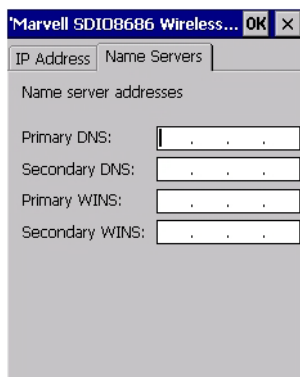 'Marvell SDIO8686 Wireless... OK ×
IP Address Name Servers
Name server addresses
Primary DNS: . . .
Secondary DNS: . . .
Primary WINS: . . .
Secondary WINS: . . .